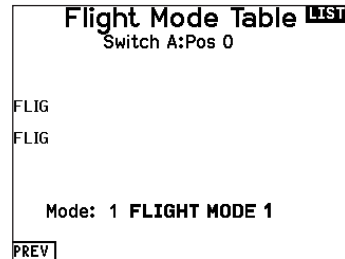 Flight Mode Table LIST
Switch A:Pos 0
FLIG
FLIG
Mode: 1 FLIGHT MODE 1
PREV